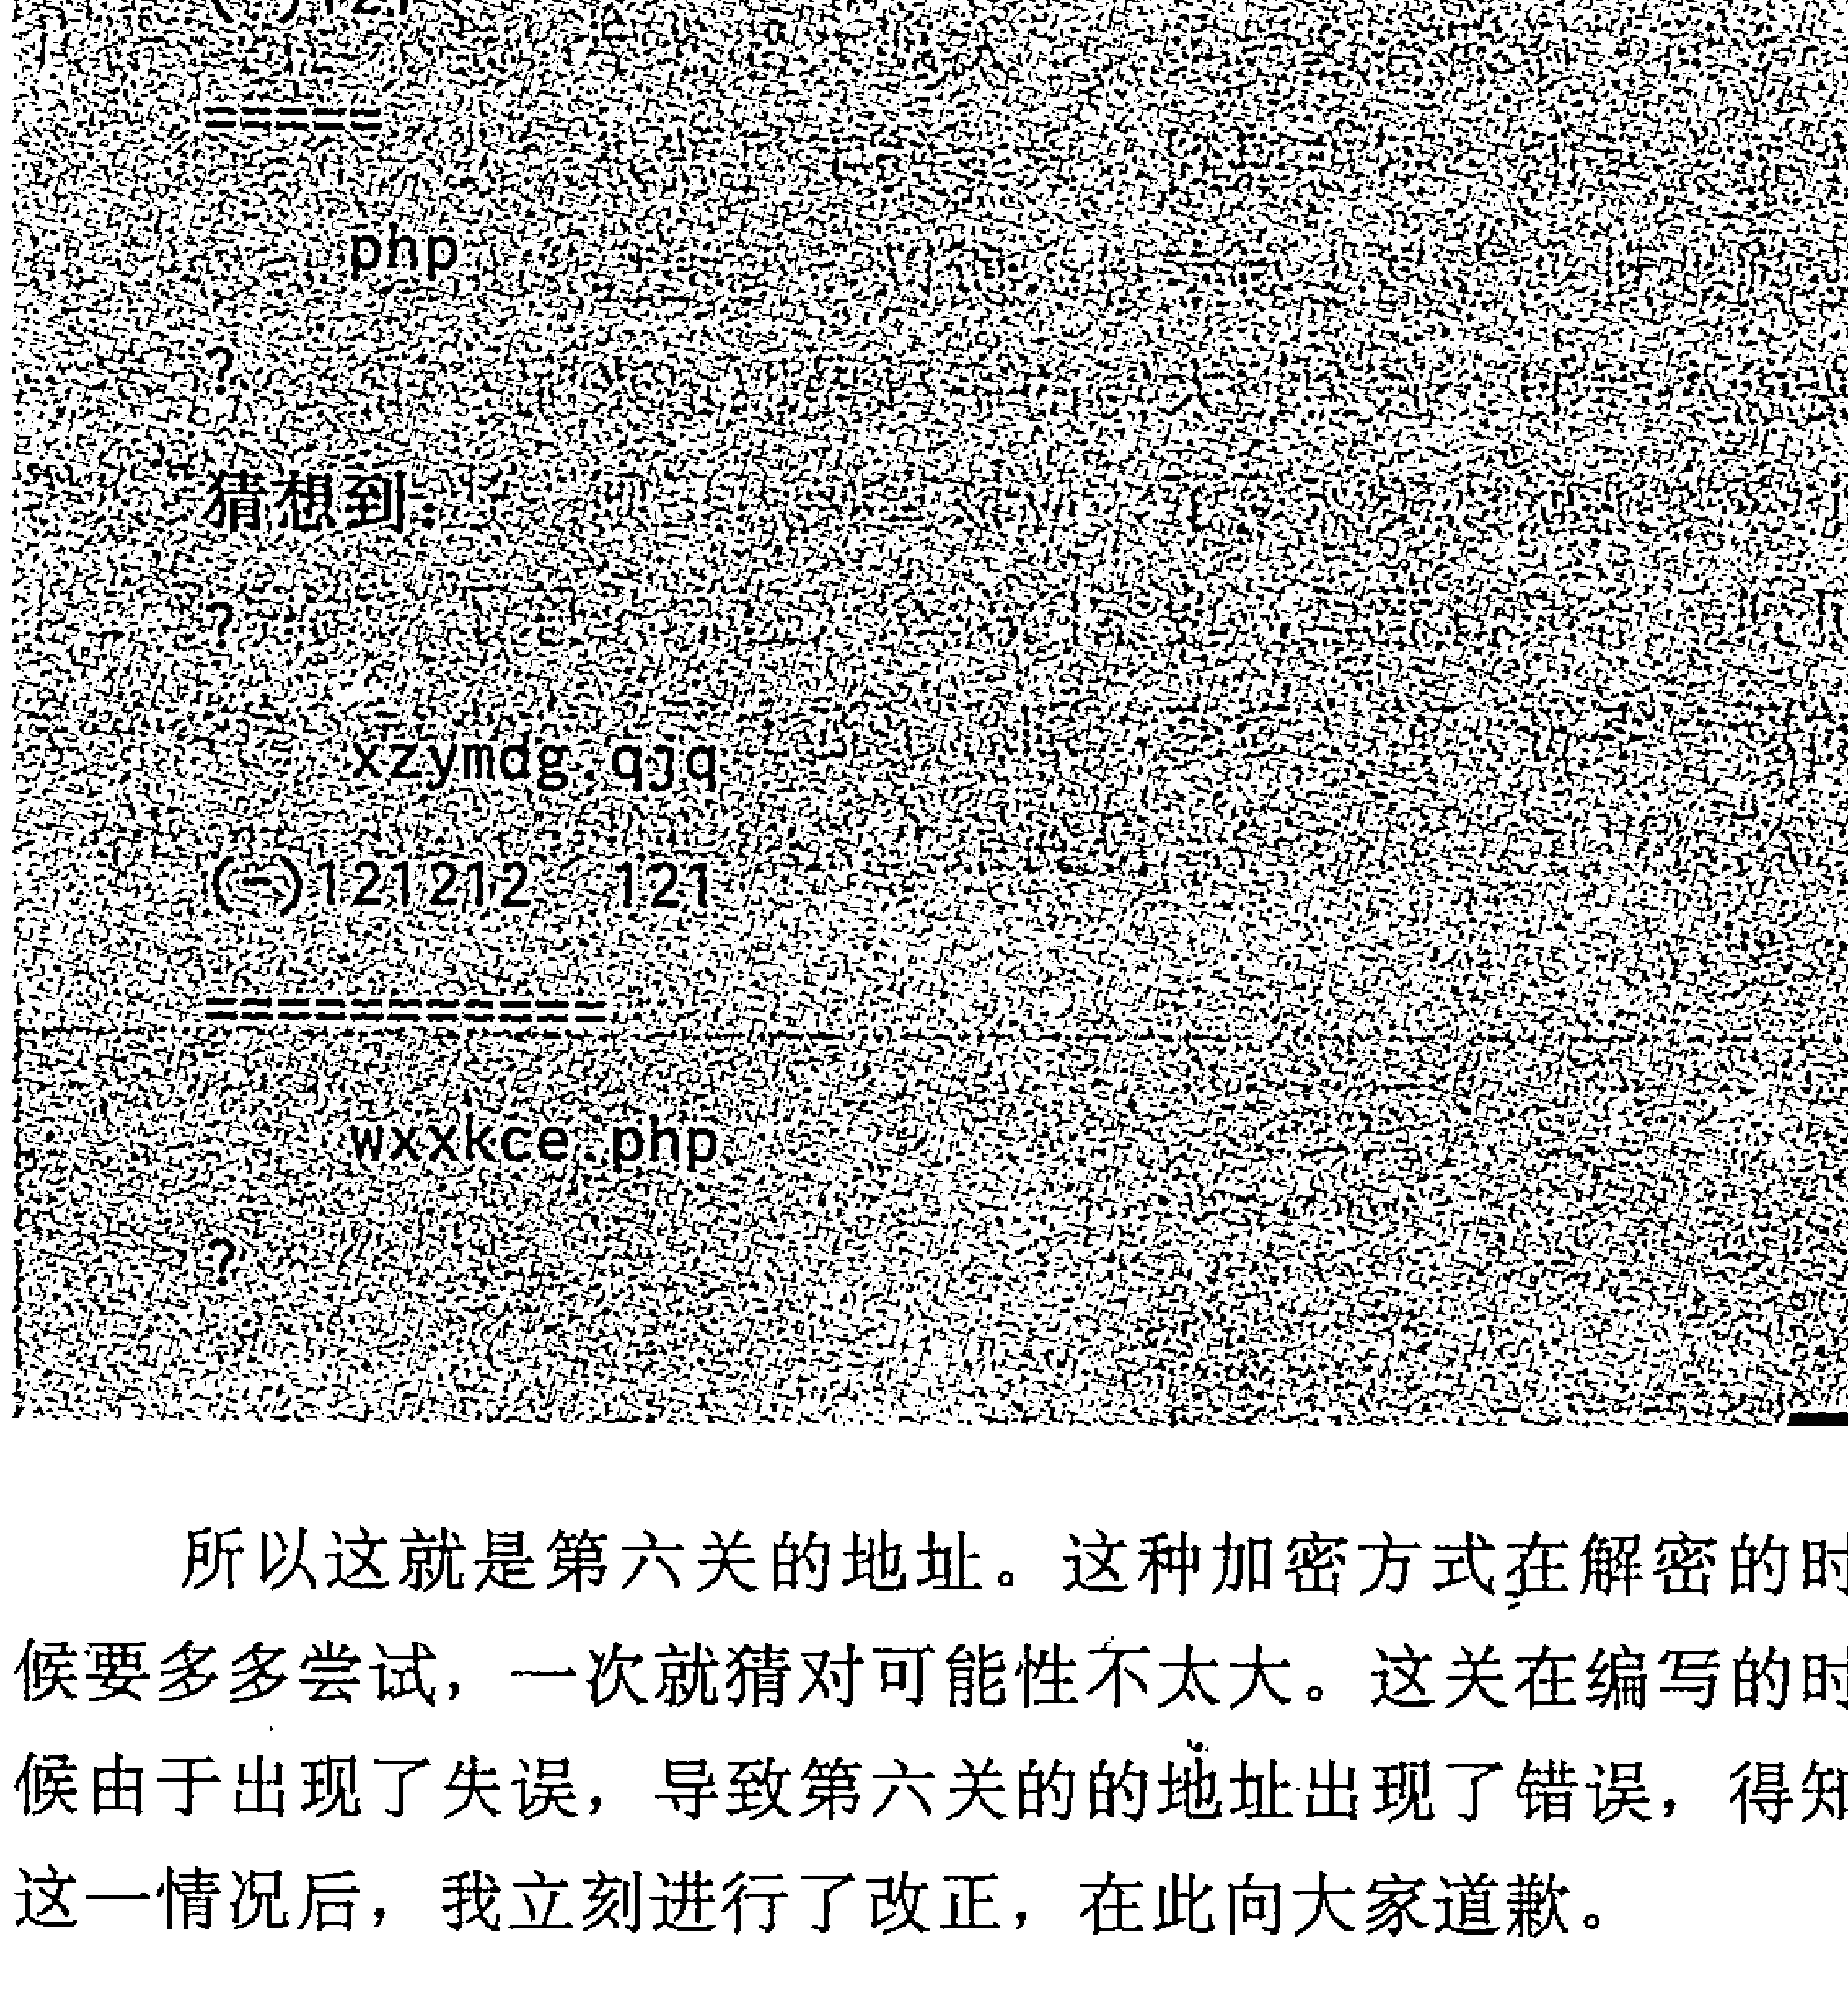 =====
php
?
猜想到:
?
xzymdg.qjq
(-)121212  121
===========
wxxkce.php
?
所以这就是第六关的地址。这种加密方式在解密的时
候要多多尝试，一次就猜对可能性不太大。这关在编写的时
候由于出现了失误，导致第六关的的地址出现了错误，得知
这一情况后，我立刻进行了改正，在此向大家道歉。